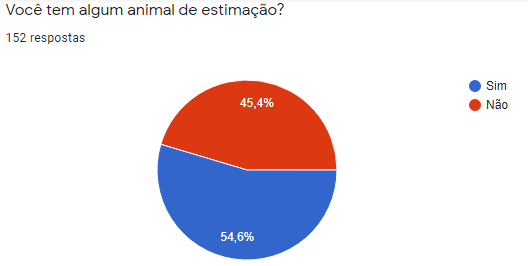 Você tem algum animal de estimação?
152 respostas
Sim
Não
45,4%
54,6%